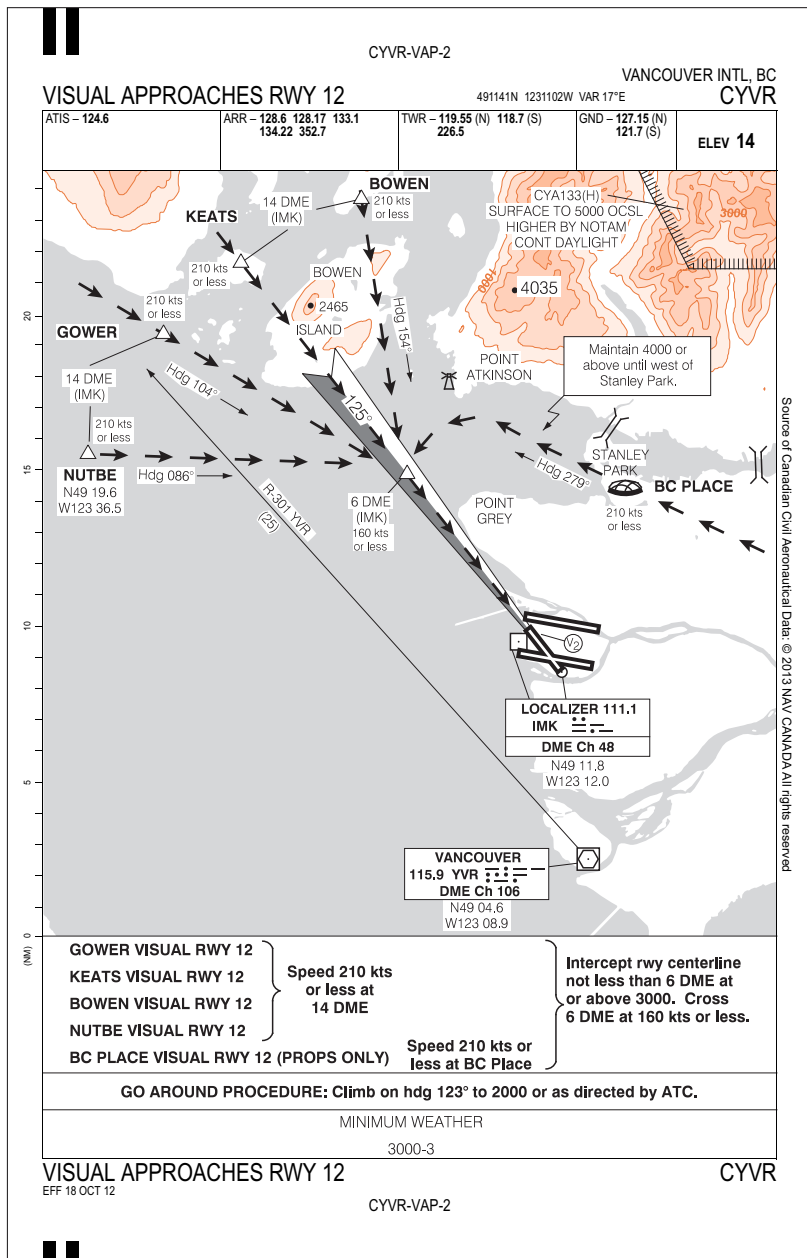 CYVR-VAP-2
VANCOUVER INTL, BC
VISUAL APPROACHES RWY 12
491141N 1231102W VAR 17°E
CYVR
ATIS – 124.6
ARR – 128.6 128.17 133.1
134.22 352.7
TWR – 119.55 (N) 118.7 (S)
226.5
GND – 127.15 (N)
121.7 (S)
ELEV 14
BOWEN
210 kts
or less
14 DME
(IMK)
KEATS
210 kts
or less
CYA133(H)
SURFACE TO 5000 OCSL
HIGHER BY NOTAM
CONT DAYLIGHT
3000
1000
4035
BOWEN
2465
ISLAND
210 kts
or less
GOWER
Hdg 154°
POINT
ATKINSON
Maintain 4000 or
above until west of
Stanley Park.
14 DME
(IMK)
Hdg 104°
125°
210 kts
or less
NUTBE
N49 19.6
W123 36.5
Hdg 086°
R-301 YVR
(25)
6 DME
(IMK)
160 kts
or less
Hdg 279°
STANLEY
PARK
BC PLACE
210 kts
or less
POINT
GREY
V2
LOCALIZER 111.1
IMK
DME Ch 48
N49 11.8
W123 12.0
VANCOUVER
115.9 YVR
DME Ch 106
N49 04.6
W123 08.9
20
15
10
5
0
(NM)
Source of Canadian Civil Aeronautical Data: © 2013 NAV CANADA All rights reserved
GOWER VISUAL RWY 12
KEATS VISUAL RWY 12
BOWEN VISUAL RWY 12
NUTBE VISUAL RWY 12
Speed 210 kts
or less at
14 DME
BC PLACE VISUAL RWY 12 (PROPS ONLY)
Speed 210 kts or
less at BC Place
Intercept rwy centerline
not less than 6 DME at
or above 3000. Cross
6 DME at 160 kts or less.
GO AROUND PROCEDURE: Climb on hdg 123° to 2000 or as directed by ATC.
MINIMUM WEATHER
3000-3
VISUAL APPROACHES RWY 12
CYVR
EFF 18 OCT 12
CYVR-VAP-2